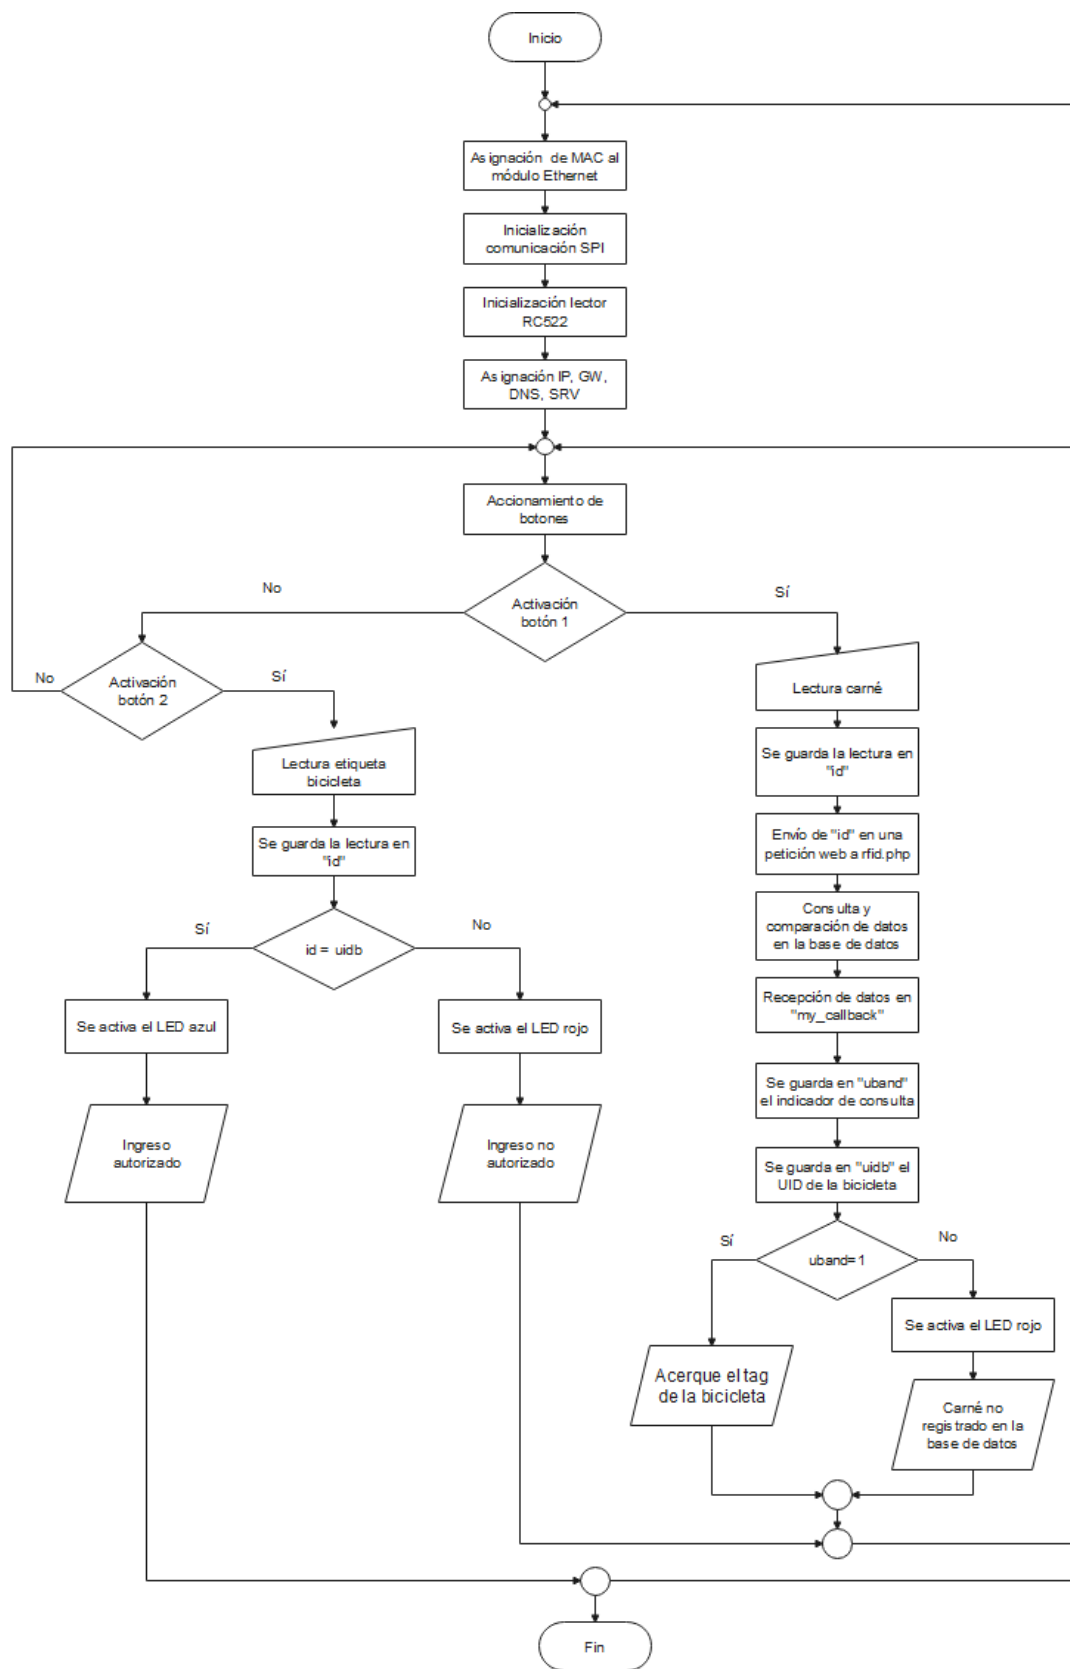 Inicio
Asignación de MAC al
módulo Ethernet
Inicialización
comunicación SPI
Inicialización lector
RC522
Asignación IP, GW,
DNS, SRV
Accionamiento de
botones
No
Activación
botón 1
Sí
No
Activación
botón 2
Sí
Lectura carné
Lectura etiqueta
bicicleta
Se guarda la lectura en
"id"
Se guarda la lectura en
"id"
Envío de "id" en una
petición web a rfid.php
Sí
id = uidb
No
Consulta y
comparación de datos
en la base de datos
Se activa el LED azul
Se activa el LED rojo
Recepción de datos en
"my_callback"
Se guarda en "uband"
el indicador de consulta
Ingreso
autorizado
Ingreso no
autorizado
Se guarda en "uidb" el
UID de la bicicleta
Sí
uband=1
No
Se activa el LED rojo
Acerque el tag
de la bicicleta
Carné no
registrado en la
base de datos
Fin